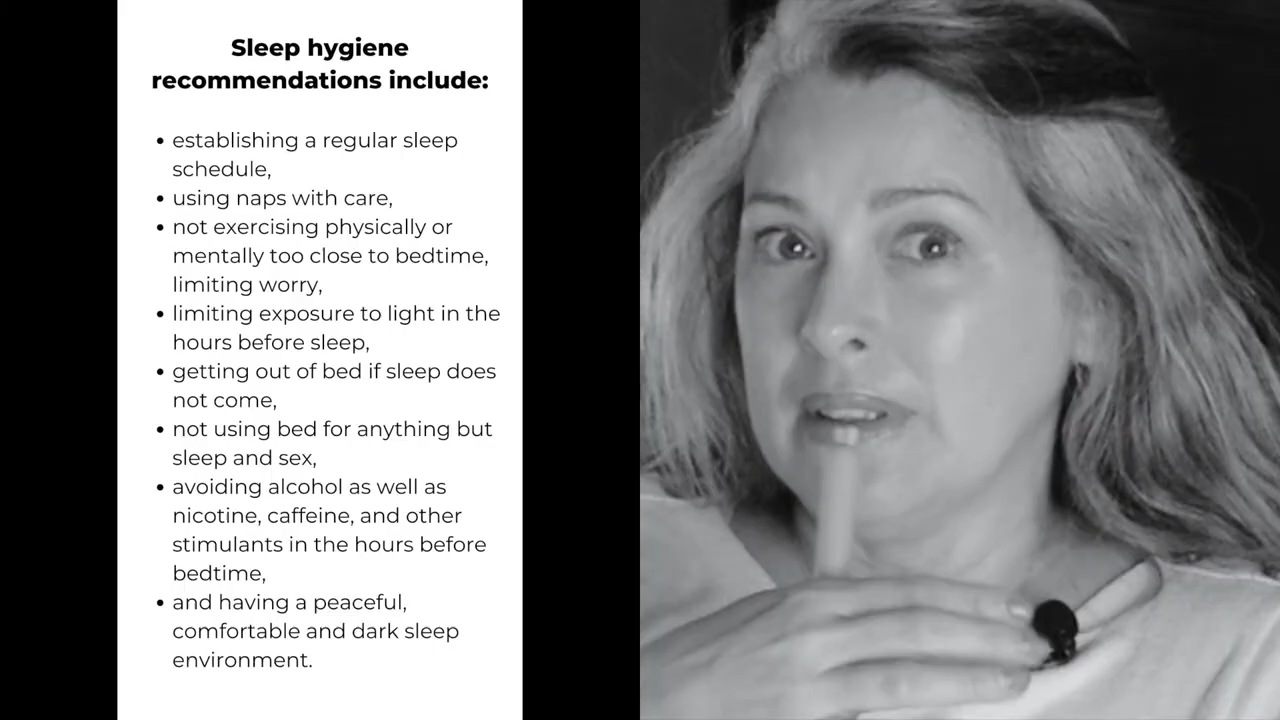 Sleep hygiene
recommendations include:
• establishing a regular sleep
schedule,
• using naps with care,
• not exercising physically or
mentally too close to bedtime,
limiting worry,
• limiting exposure to light in the
hours before sleep,
• getting out of bed if sleep does
not come,
• not using bed for anything but
sleep and sex,
• avoiding alcohol as well as
nicotine, caffeine, and other
stimulants in the hours before
bedtime,
• and having a peaceful,
comfortable and dark sleep
environment.